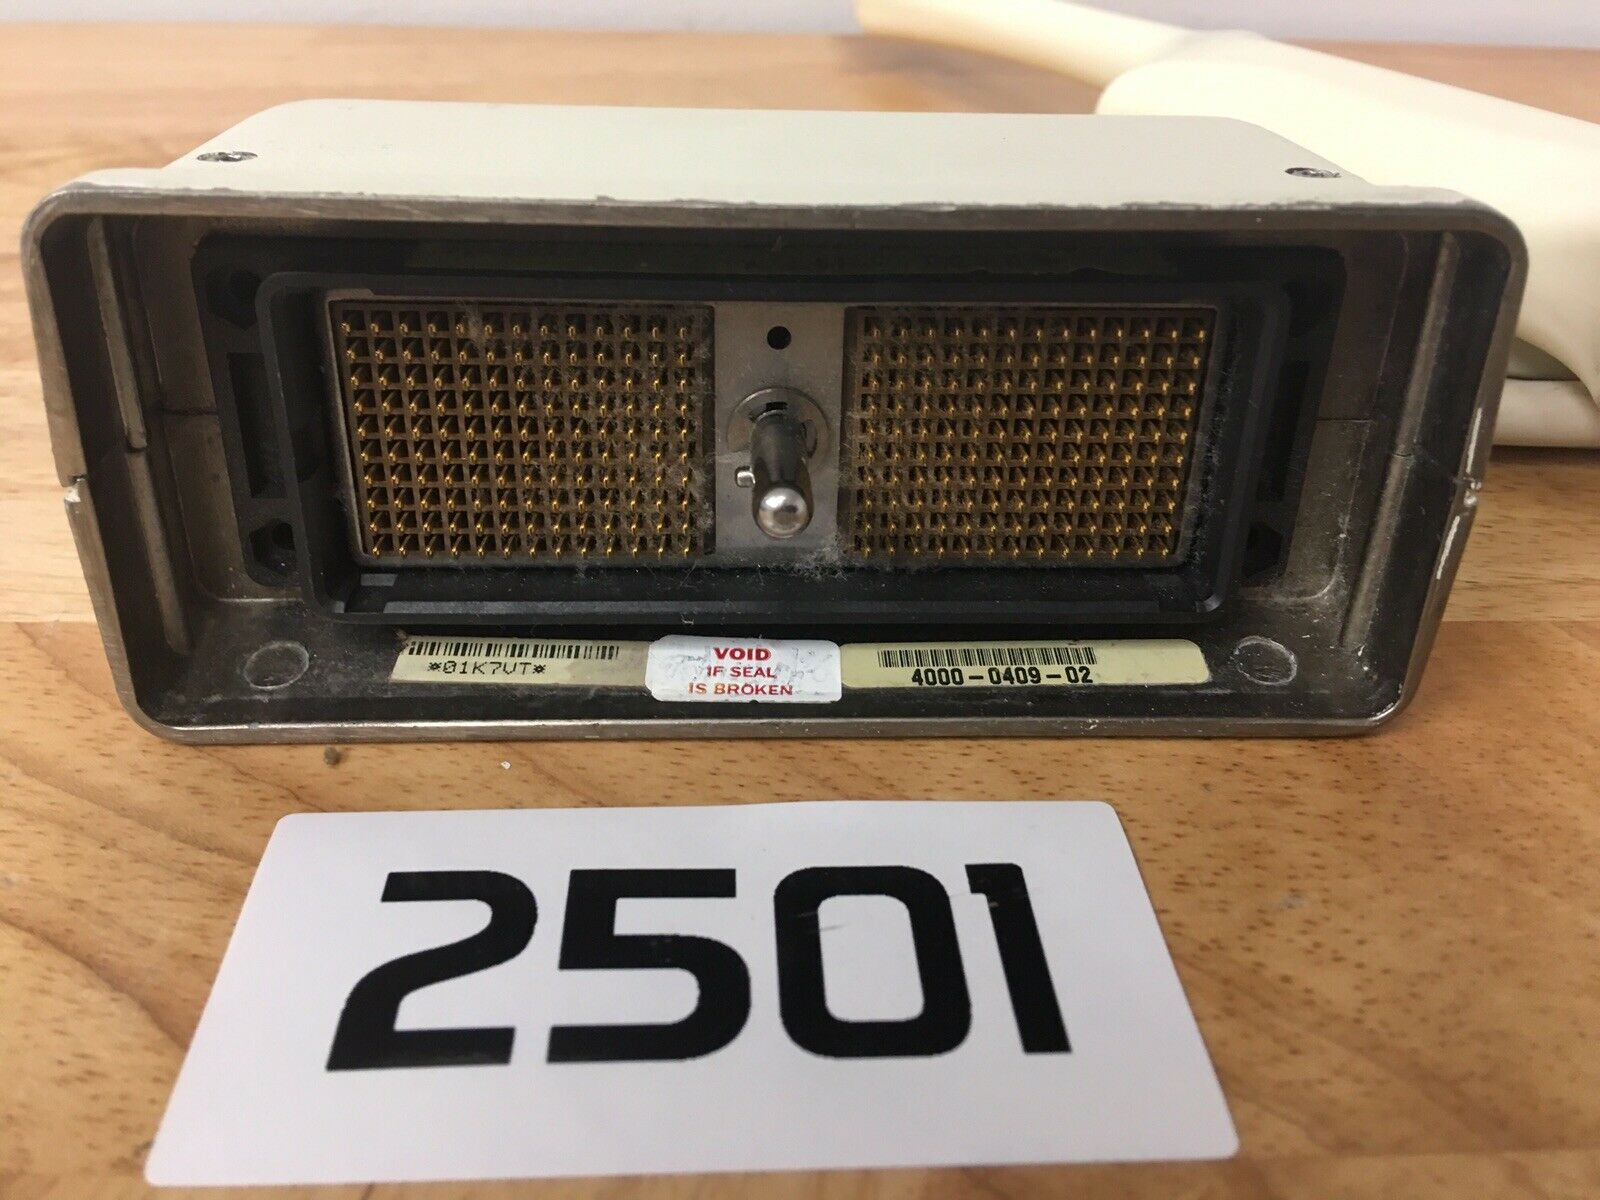 *01K7VT*
VOID
IF SEAL
IS BROKEN
4000-0409-02
2501